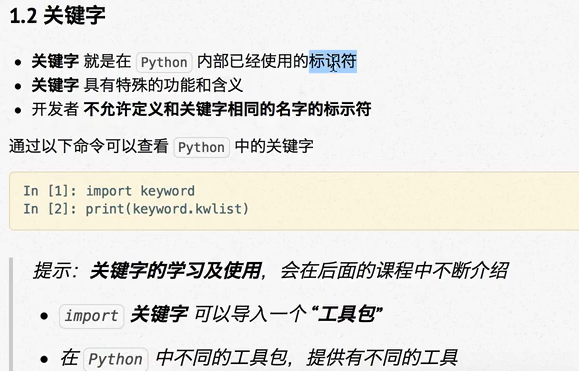 1.2 关键字
关键字 就是在 Python 内部已经使用的标识符
关键字 具有特殊的功能和含义
开发者 不允许定义和关键字相同的名字的标示符
通过以下命令可以查看 Python 中的关键字
In [1]: import keyword
In [2]: print(keyword.kwlist)
提示：关键字的学习及使用，会在后面的课程中不断介绍
import 关键字 可以导入一个 “工具包”
在 Python 中不同的工具包，提供有不同的工具